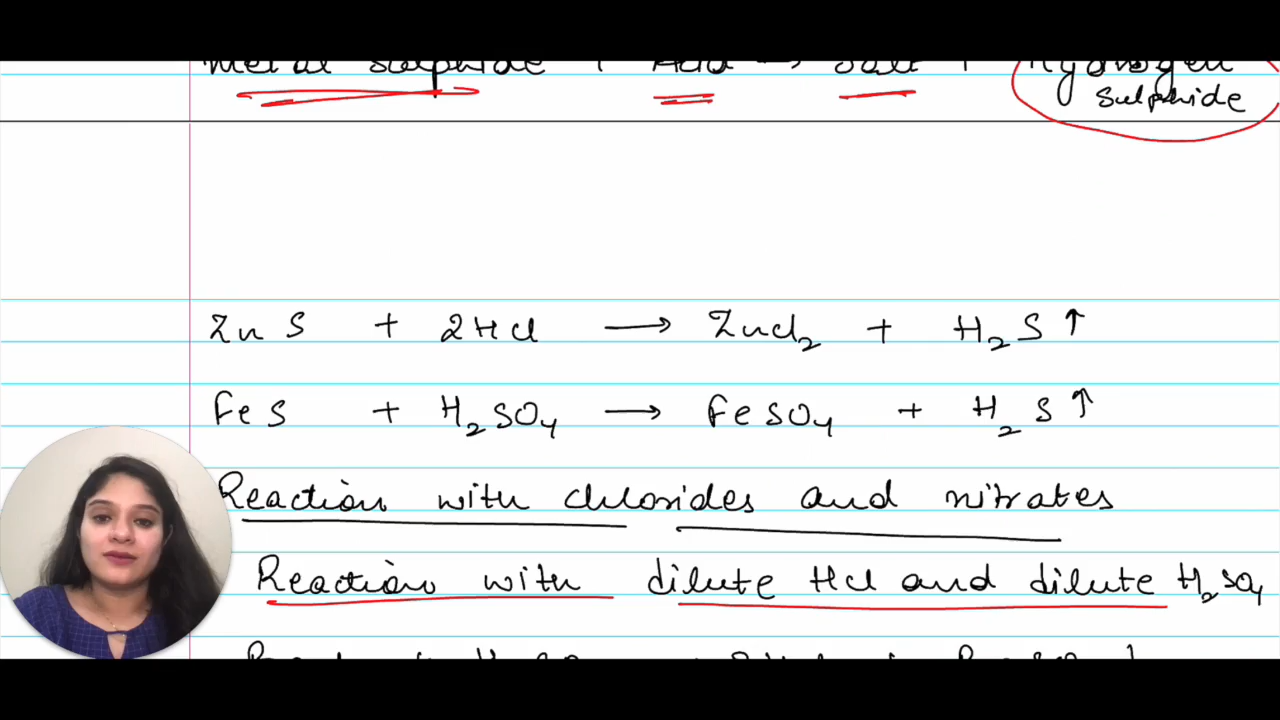 Metal sulphide + Acid → Salt + Hydrogen
sulphide
ZnS + 2HCl → ZnCl₂ + H₂S ↑
FeS + H₂SO₄ → FeSO₄ + H₂S ↑
Reaction with chlorides and nitrates
Reaction with dilute HCl and dilute H₂SO₄